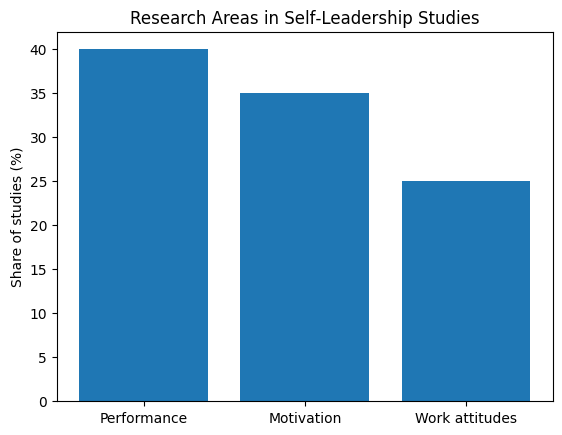 Research Areas in Self-Leadership Studies
Share of studies (%)
40
35
30
25
20
15
10
5
0
Performance
Motivation
Work attitudes